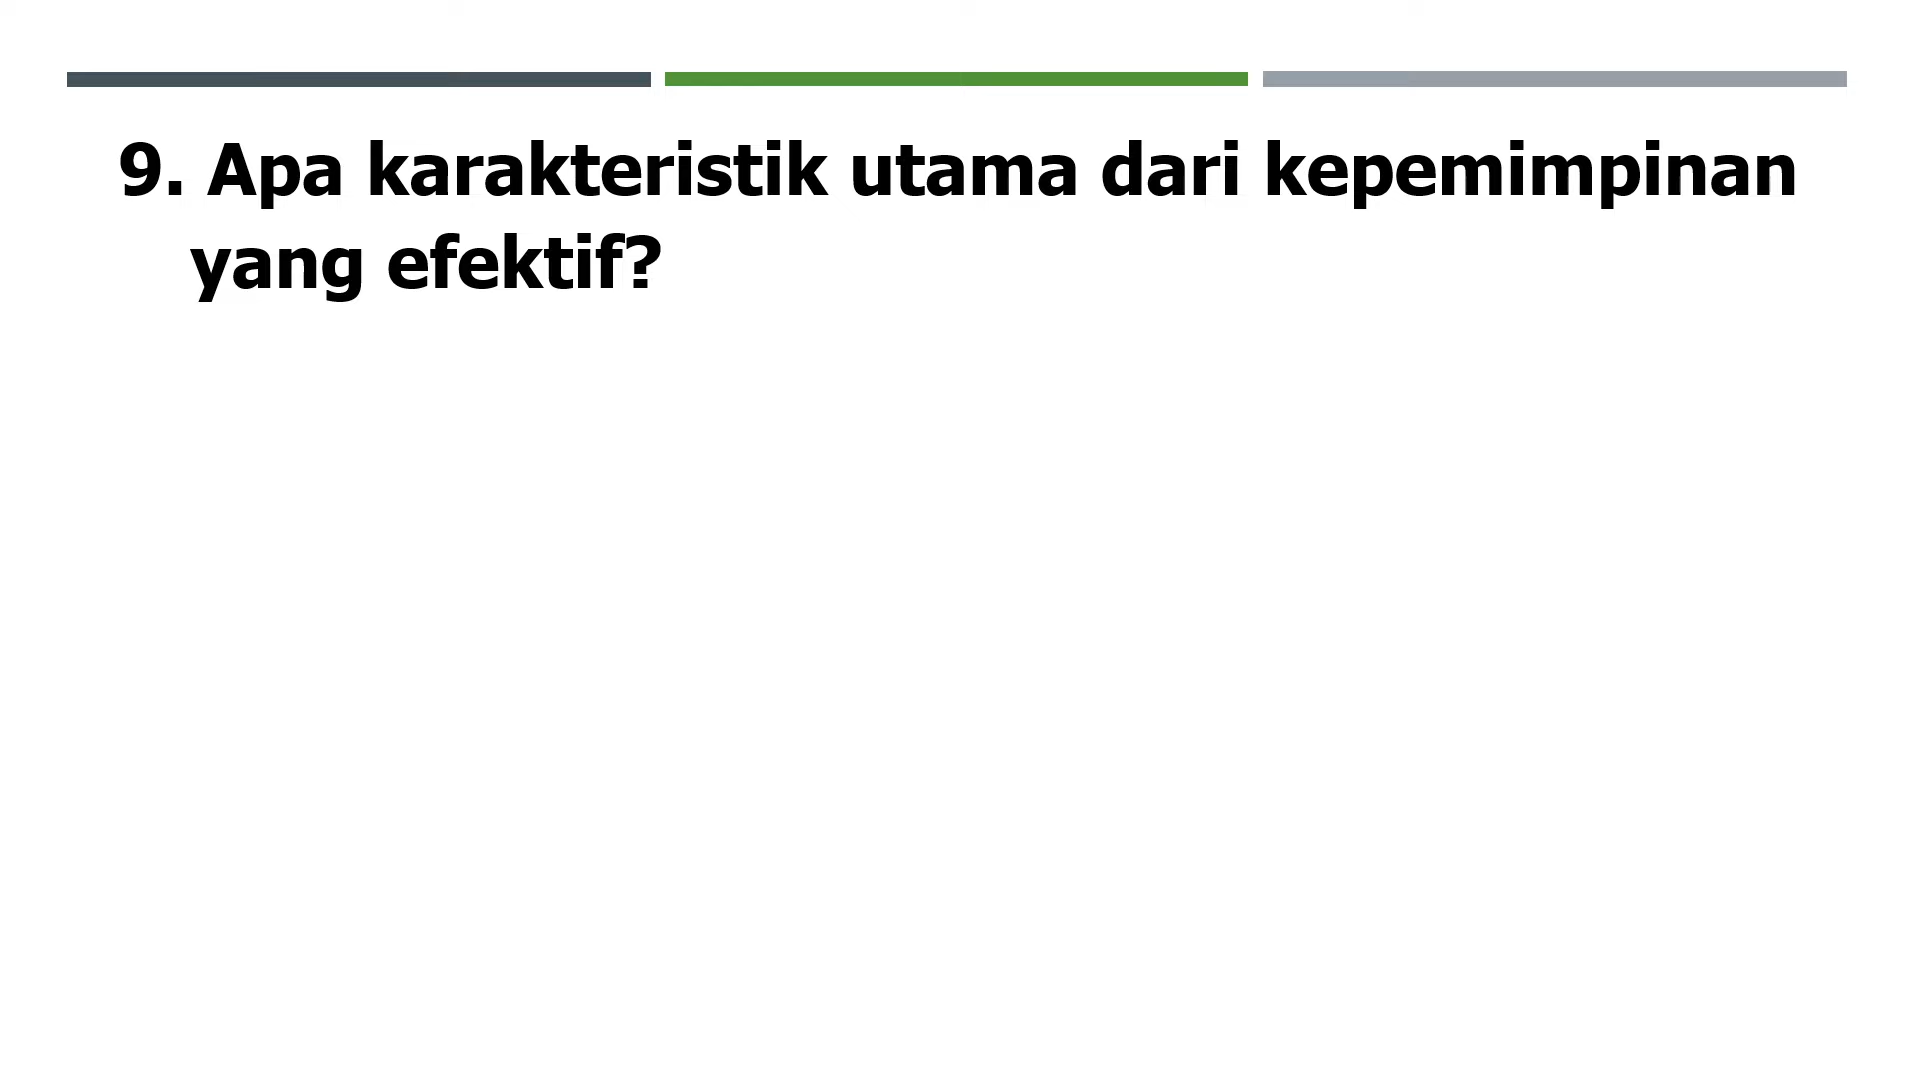 9. Apa karakteristik utama dari kepemimpinan
yang efektif?